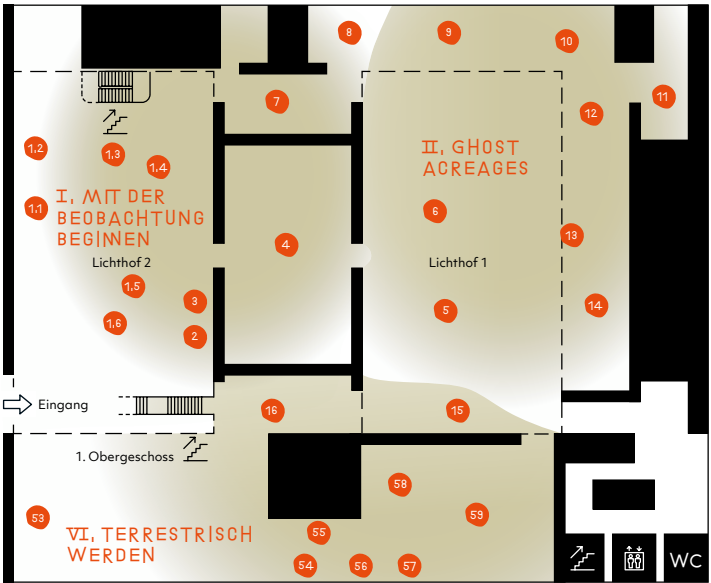 8
9
10
11
7
12
1,2
1,3
1,4
II. GHOST
ACREAGES
1,1
I. MIT DER
BEOBACHTUNG
BEGINNEN
6
4
13
Lichthof 2
Lichthof 1
1,5
3
14
1,6
5
2
Eingang
16
15
1. Obergeschoss
58
53
59
VI. TERRESTRISCH
WERDEN
55
54
56
57
WC